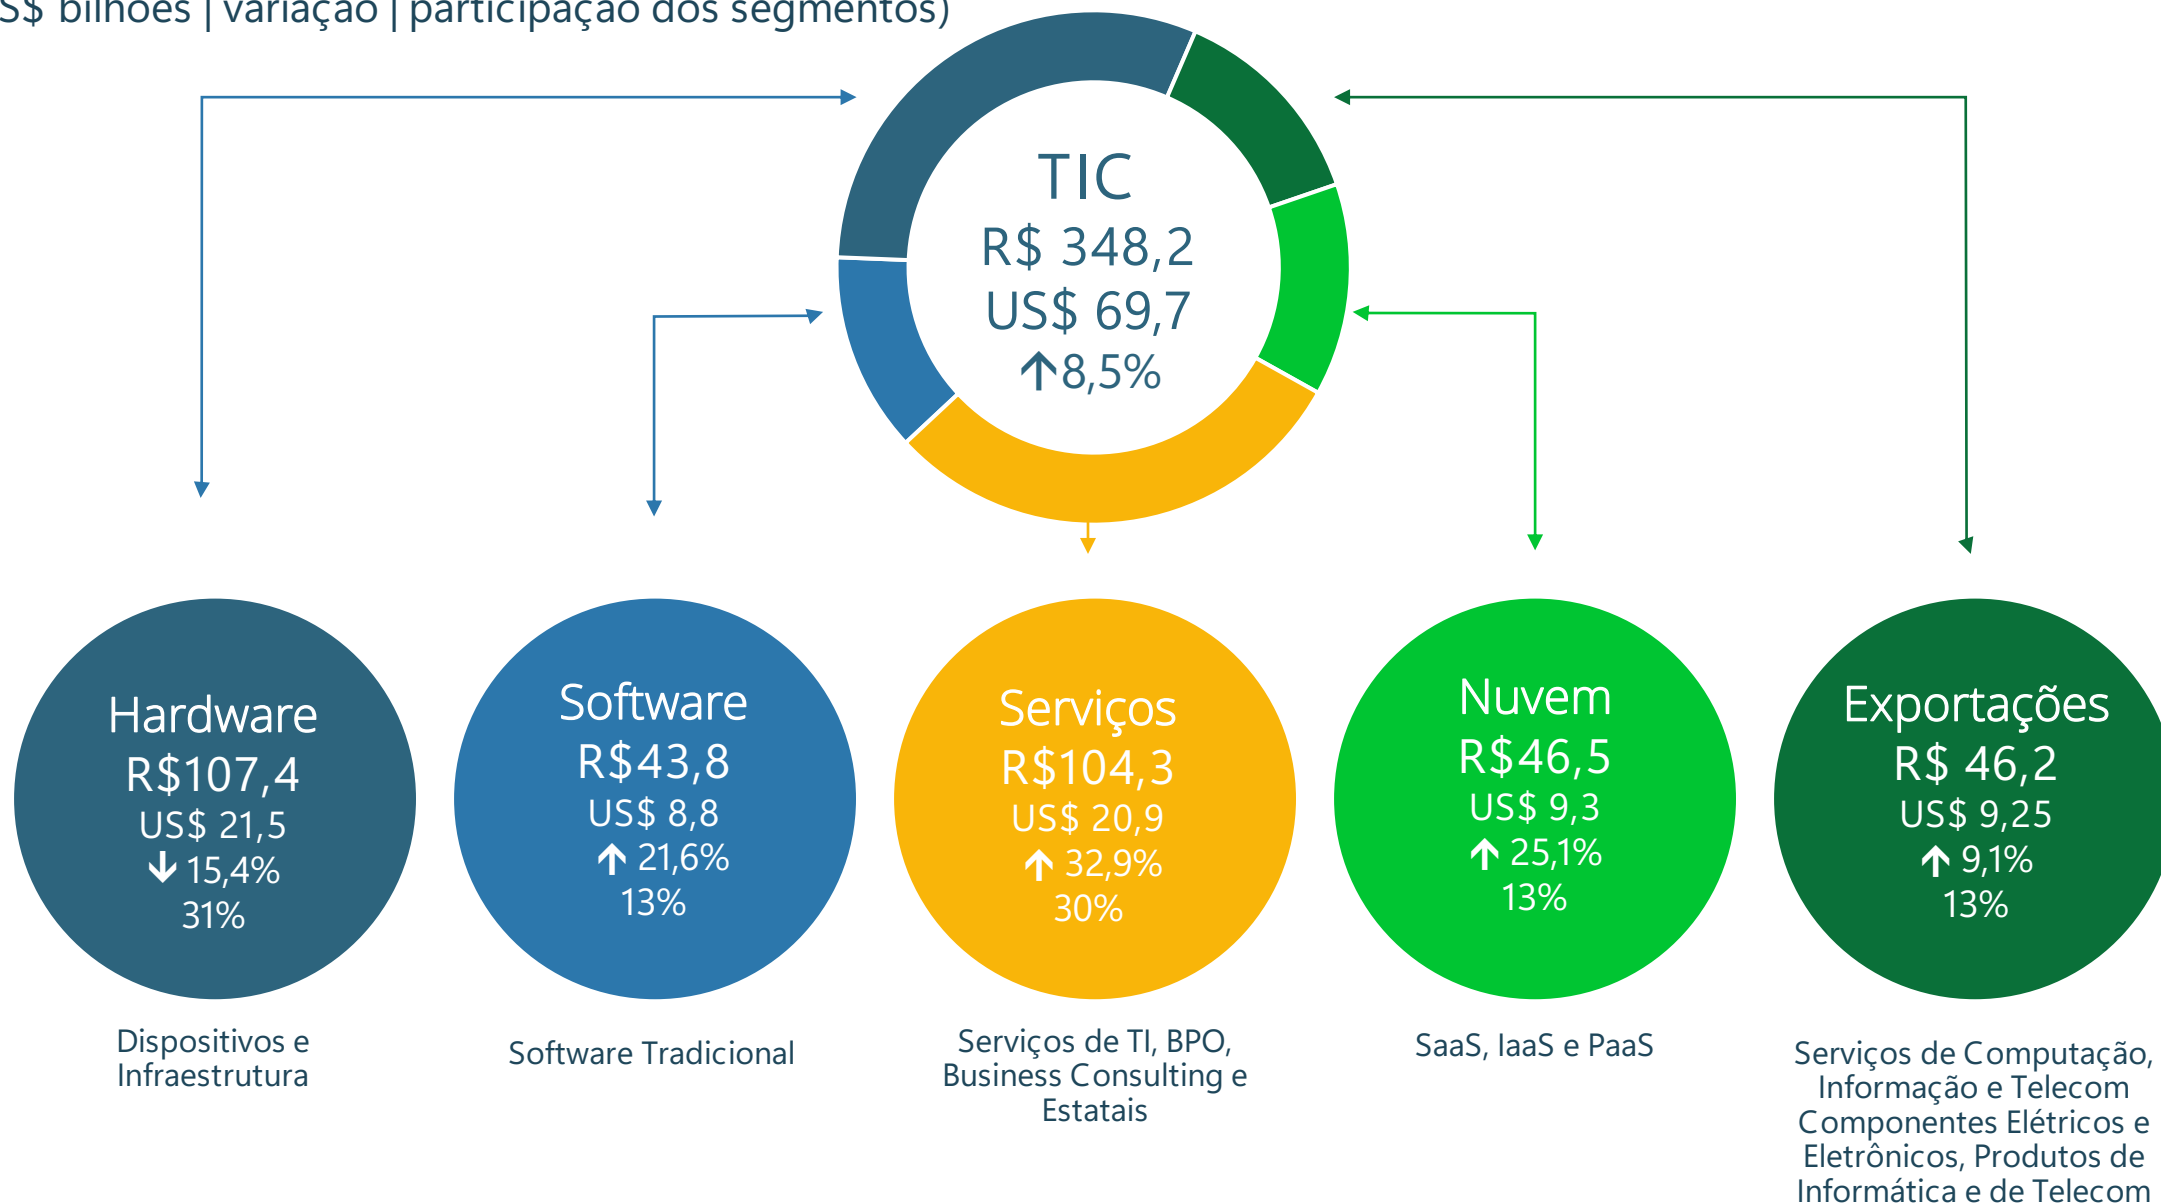 S$ bilhões | variação | participação dos segmentos)
TIC
R$ 348,2
US$ 69,7
↑8,5%
Hardware
R$107,4
US$ 21,5
↓ 15,4%
31%
Dispositivos e
Infraestrutura
Software
R$43,8
US$ 8,8
↑ 21,6%
13%
Software Tradicional
Serviços
R$104,3
US$ 20,9
↑ 32,9%
30%
Serviços de TI, BPO,
Business Consulting e
Estatais
Nuvem
R$46,5
US$ 9,3
↑ 25,1%
13%
SaaS, IaaS e PaaS
Exportações
R$ 46,2
US$ 9,25
↑ 9,1%
13%
Serviços de Computação,
Informação e Telecom
Componentes Elétricos e
Eletrônicos, Produtos de
Informática e de Telecom